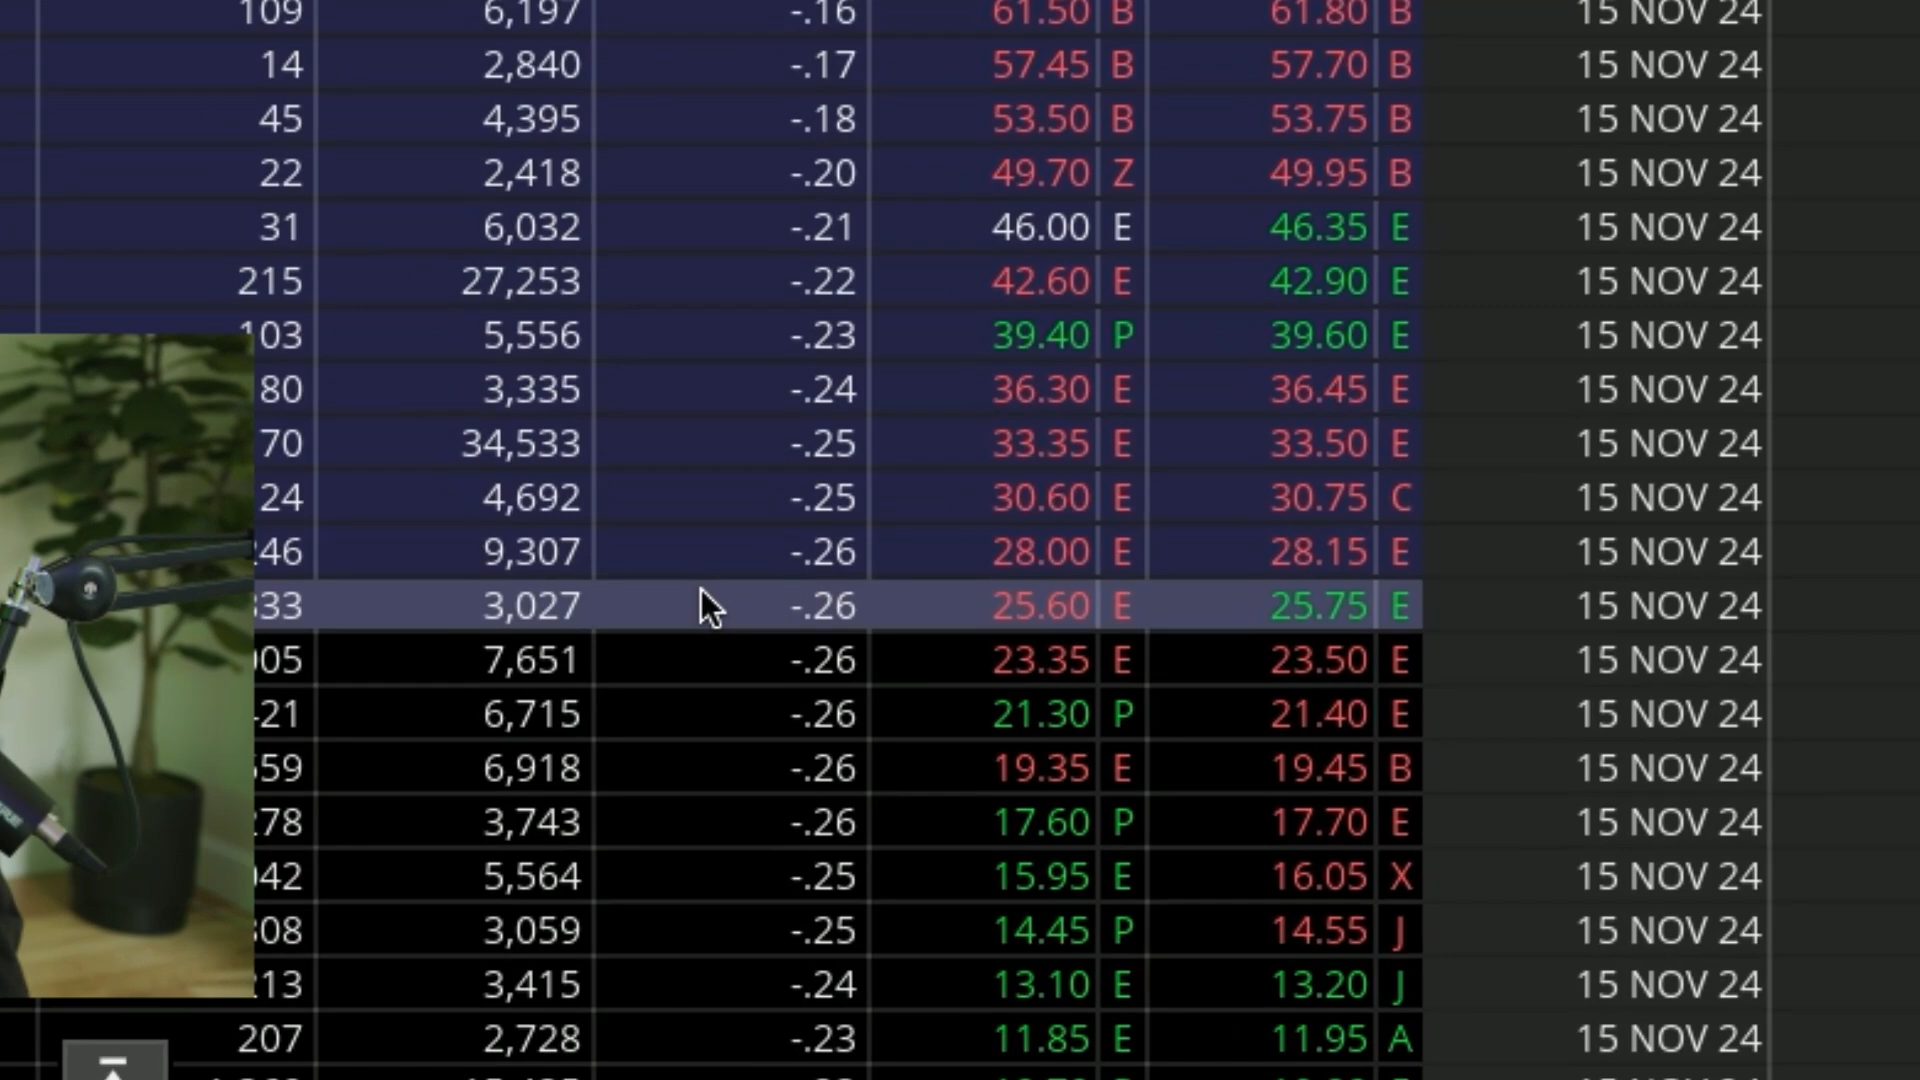 109 6,197 -.16 61.50 B 61.80 B 15 NOV 24
14 2,840 -.17 57.45 B 57.70 B 15 NOV 24
45 4,395 -.18 53.50 B 53.75 B 15 NOV 24
22 2,418 -.20 49.70 Z 49.95 B 15 NOV 24
31 6,032 -.21 46.00 E 46.35 E 15 NOV 24
215 27,253 -.22 42.60 E 42.90 E 15 NOV 24
103 5,556 -.23 39.40 P 39.60 E 15 NOV 24
80 3,335 -.24 36.30 E 36.45 E 15 NOV 24
70 34,533 -.25 33.35 E 33.50 E 15 NOV 24
24 4,692 -.25 30.60 E 30.75 C 15 NOV 24
46 9,307 -.26 28.00 E 28.15 E 15 NOV 24
33 3,027 -.26 25.60 E 25.75 E 15 NOV 24
05 7,651 -.26 23.35 E 23.50 E 15 NOV 24
21 6,715 -.26 21.30 P 21.40 E 15 NOV 24
59 6,918 -.26 19.35 E 19.45 B 15 NOV 24
78 3,743 -.26 17.60 P 17.70 E 15 NOV 24
42 5,564 -.25 15.95 E 16.05 X 15 NOV 24
08 3,059 -.25 14.45 P 14.55 J 15 NOV 24
13 3,415 -.24 13.10 E 13.20 J 15 NOV 24
207 2,728 -.23 11.85 E 11.95 A 15 NOV 24